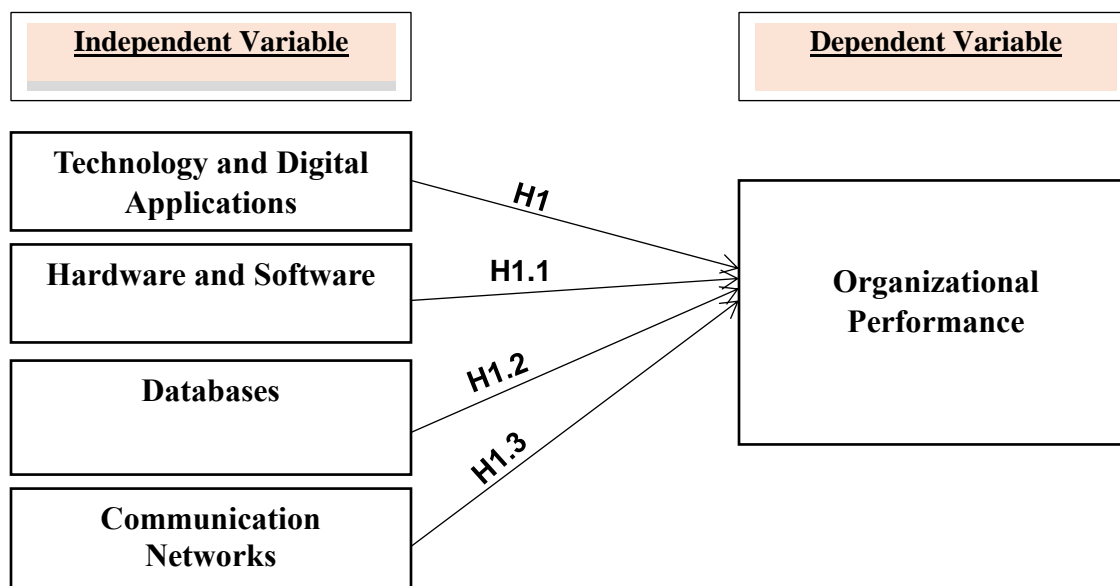 Independent Variable
Dependent Variable
Technology and Digital
Applications
H1
Hardware and Software
H1.1
Organizational
Performance
Databases
H1.2
Communication
Networks
H1.3